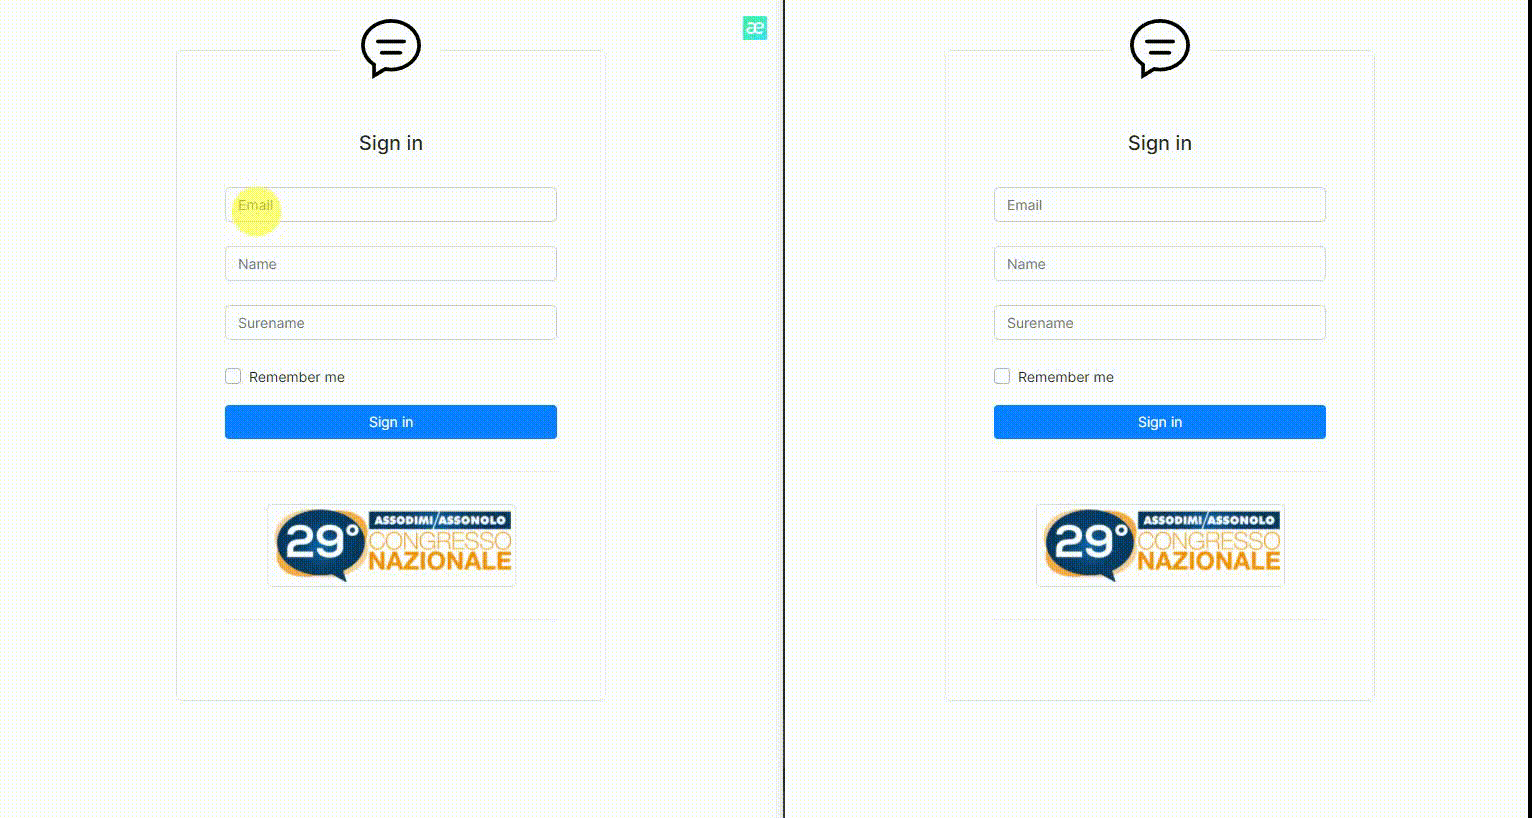 æ
Sign in
Email
Name
Surename
Remember me
Sign in
29°
ASSODIMI/ASSONOLO
CONGRESSO
NAZIONALE
Sign in
Email
Name
Surename
Remember me
Sign in
29°
ASSODIMI/ASSONOLO
CONGRESSO
NAZIONALE